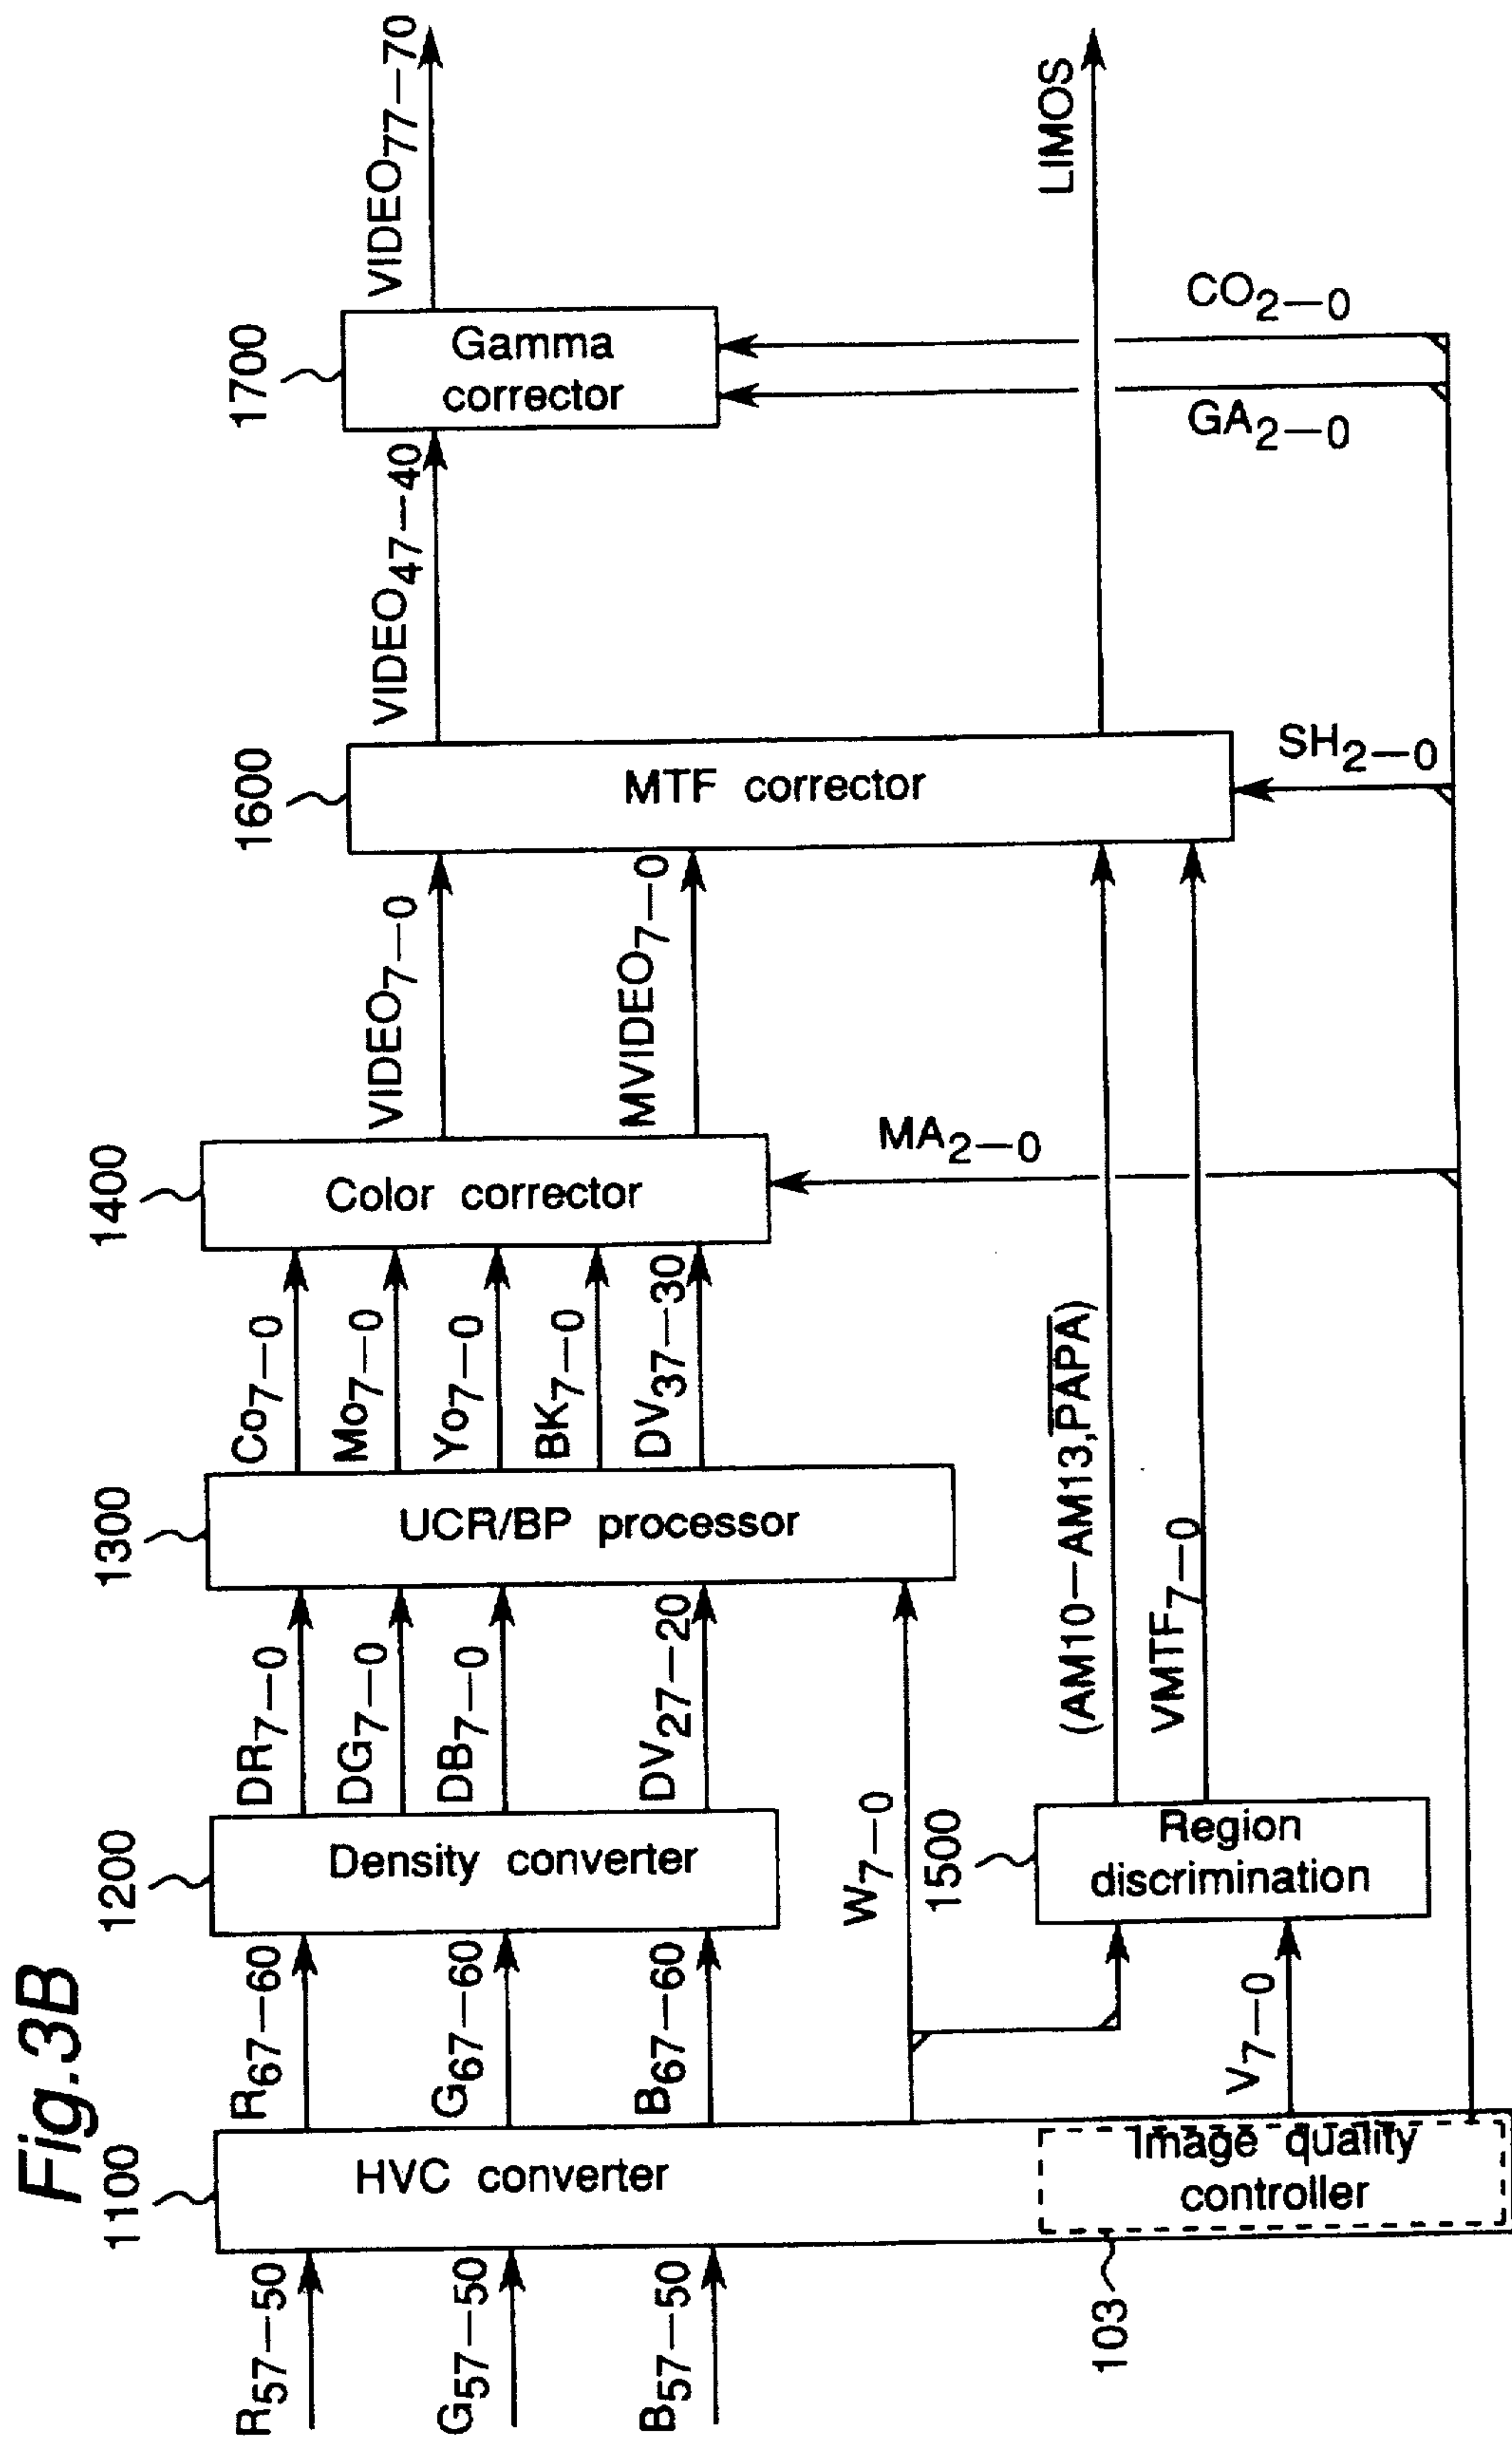 Fig.3B
R57—50
G57—50
B57—50
1100
HVC converter
103
Image quality
controller
R67—60
G67—60
B67—60
W7—0
V7—0
1200
Density converter
1500
Region
discrimination
DR7—0
DG7—0
DB7—0
DV27—20
1300
UCR/BP processor
(AM10—AM13,PAPA)
VMTF7—0
Co7—0
Mo7—0
Yo7—0
BK7—0
DV37—30
1400
Color corrector
MA2—0
VIDEO7—0
MVIDEO7—0
1600
MTF corrector
SH2—0
VIDEO47—40
1700
Gamma
corrector
GA2—0
CO2—0
VIDEO77—70
LIMOS